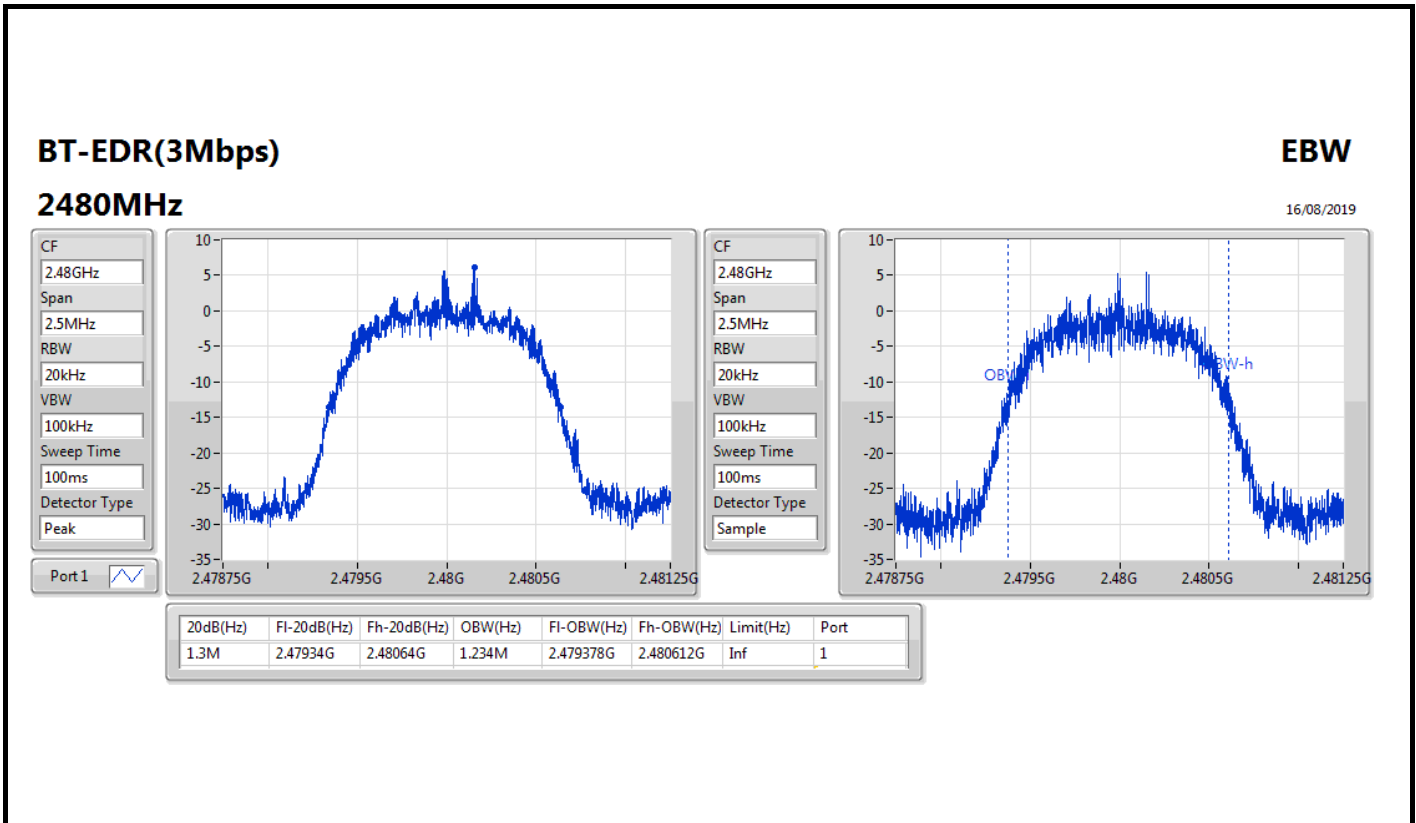 BT-EDR(3Mbps)
EBW
2480MHz
16/08/2019
CF
2.48GHz
Span
2.5MHz
RBW
20kHz
VBW
100kHz
Sweep Time
100ms
Detector Type
Peak
Port 1
10
5
0
-5
-10
-15
-20
-25
-30
-35
2.47875G 2.4795G 2.48G 2.4805G 2.48125G
CF
2.48GHz
Span
2.5MHz
RBW
20kHz
VBW
100kHz
Sweep Time
100ms
Detector Type
Sample
10
5
0
-5
-10
-15
-20
-25
-30
-35
BW-h
2.47875G 2.4795G 2.48G 2.4805G 2.48125G
20dB(Hz) Fl-20dB(Hz) Fh-20dB(Hz) OBW(Hz) Fl-OBW(Hz) Fh-OBW(Hz) Limit(Hz) Port
1.3M 2.47934G 2.48064G 1.234M 2.479378G 2.480612G Inf 1